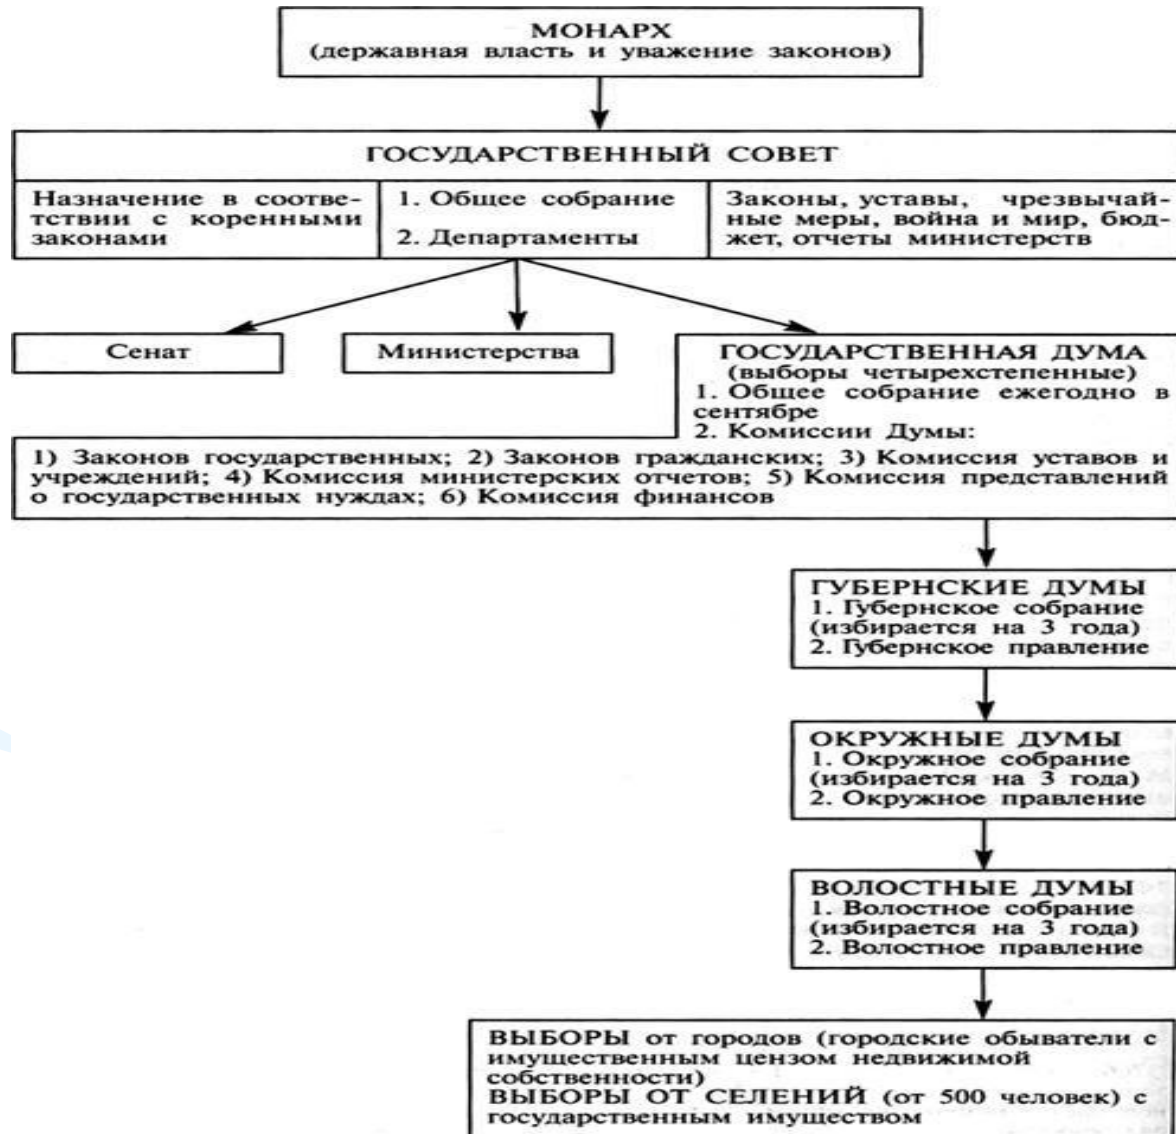 МОНАРХ
(державная власть и уважение законов)
ГОСУДАРСТВЕННЫЙ СОВЕТ
Назначение в соответ-
тствии с коренными
законами
1. Общее собрание
2. Департаменты
Законы, уставы, чрезвычай-
ные меры, война и мир, бюд-
жет, отчеты министерств
Сенат
Министерства
ГОСУДАРСТВЕННАЯ ДУМА
(выборы четырехстепенные)
1. Общее собрание ежегодно в
сентябре
2. Комиссии Думы:
1) Законов государственных; 2) Законов гражданских; 3) Комиссия уставов и
учреждений; 4) Комиссия министерских отчетов; 5) Комиссия представлений
о государственных нуждах; 6) Комиссия финансов
ГУБЕРНСКИЕ ДУМЫ
1. Губернское собрание
(избирается на 3 года)
2. Губернское правление
ОКРУЖНЫЕ ДУМЫ
1. Окружное собрание
(избирается на 3 года)
2. Окружное правление
ВОЛОСТНЫЕ ДУМЫ
1. Волостное собрание
(избирается на 3 года)
2. Волостное правление
ВЫБОРЫ от городов (городские обыватели с
имущественным цензом недвижимой
собственности)
ВЫБОРЫ ОТ СЕЛЕНИЙ (от 500 человек) с
государственным имуществом